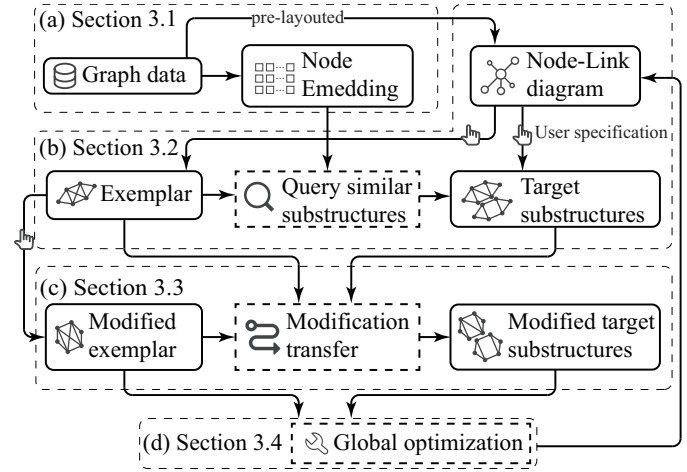 (a) Section 3.1
pre-layouted
Graph data
Node
Emedding
Node-Link
diagram
User specification
(b) Section 3.2
Exemplar
Query similar
substructures
Target
substructures
(c) Section 3.3
Modified
exemplar
Modification
transfer
Modified target
substructures
(d) Section 3.4
Global optimization